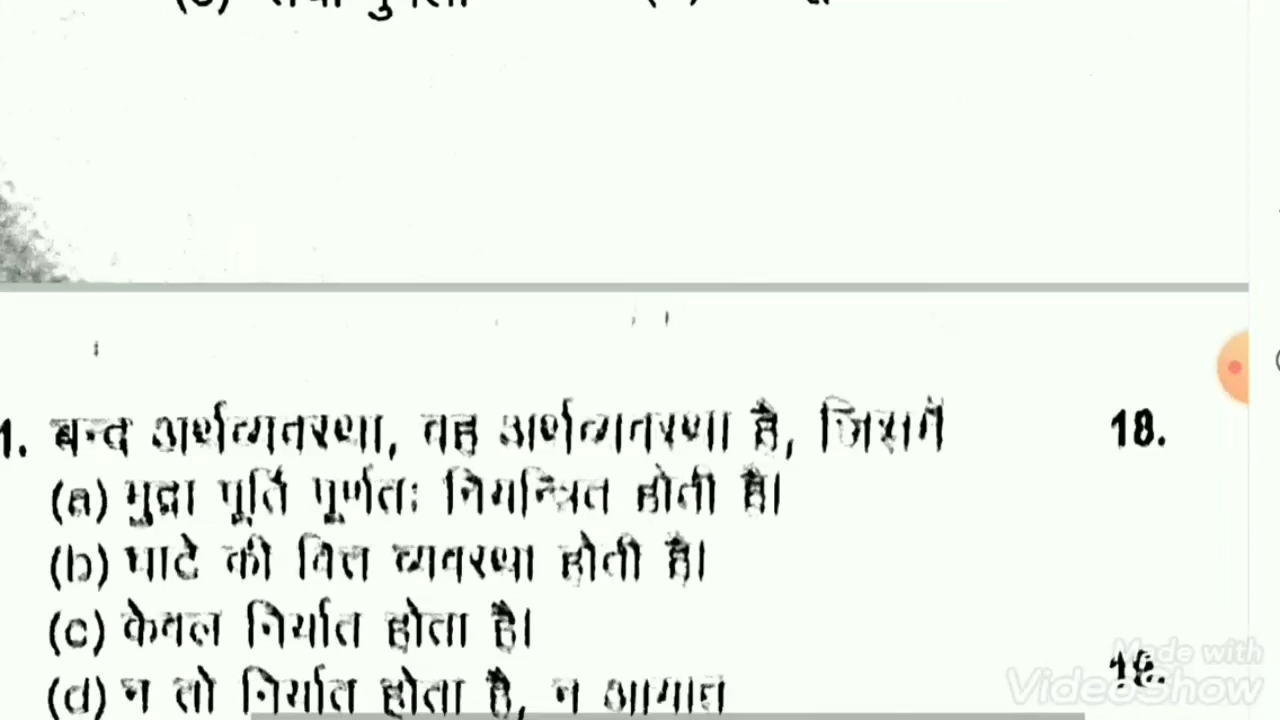 1. बन्द अर्थव्यवस्था, वह अर्थव्यवस्था है, जिसमें
(a) मुद्रा पूर्ति पूर्णतः नियन्त्रित होती है।
(b) घाटे की वित्त व्यवस्था होती है।
(c) केवल निर्यात होता है।
(d) न तो निर्यात होता है, न आयात
18.
19.
Made with
VideoShow